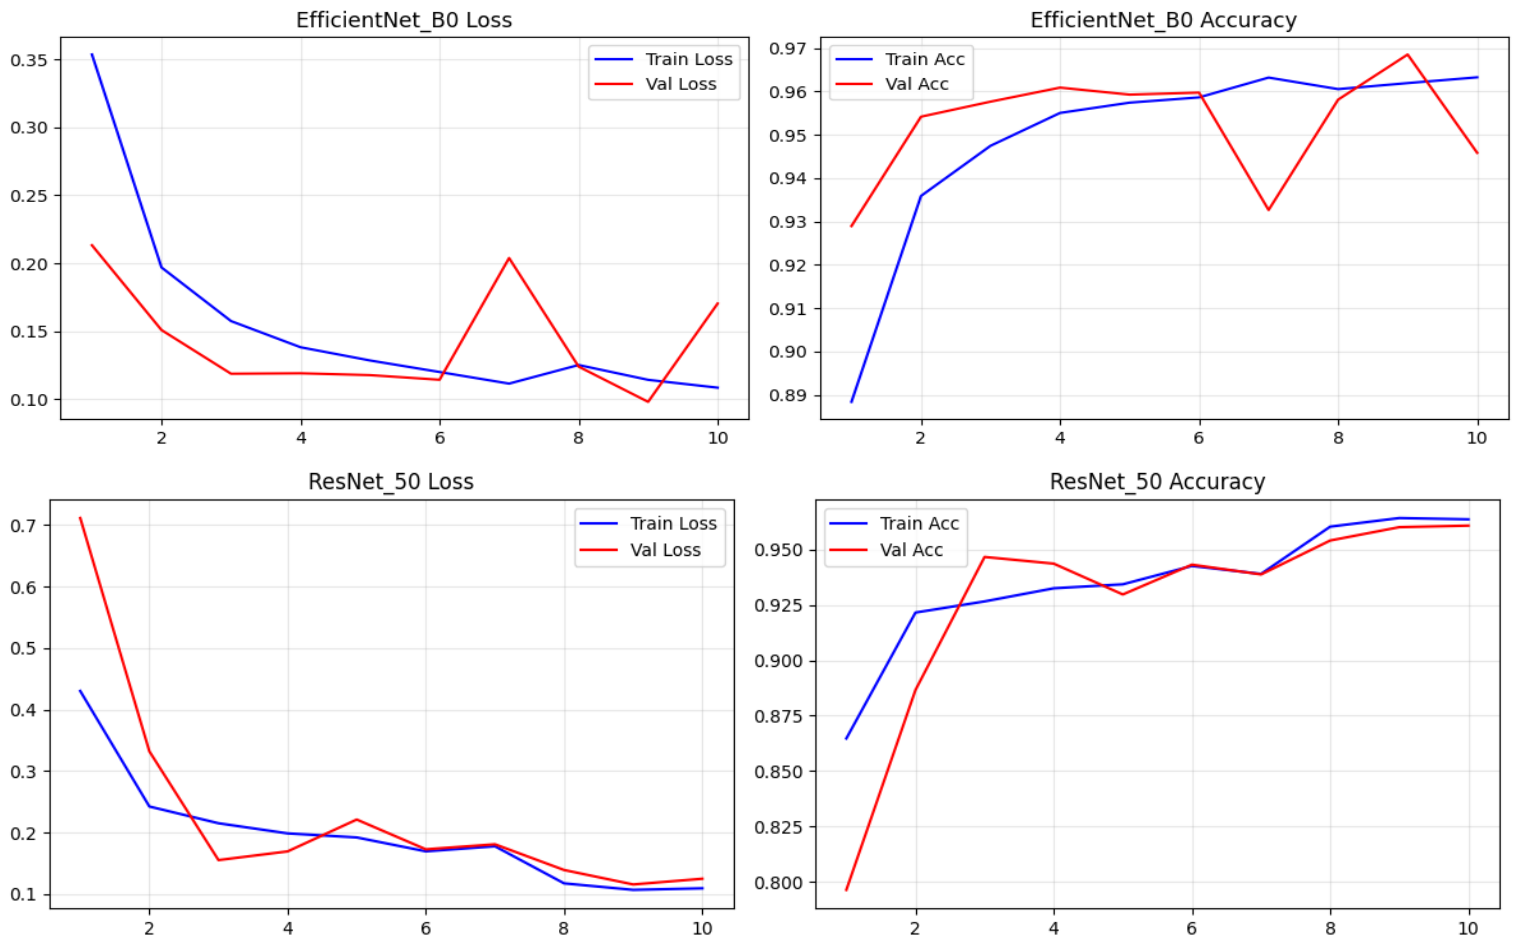 EfficientNet_B0 Loss
0.35
0.30
0.25
0.20
0.15
0.10
Train Loss
Val Loss
2 4 6 8 10
EfficientNet_B0 Accuracy
0.97
0.96
0.95
0.94
0.93
0.92
0.91
0.90
0.89
Train Acc
Val Acc
2 4 6 8 10
ResNet_50 Loss
0.7
0.6
0.5
0.4
0.3
0.2
0.1
Train Loss
Val Loss
2 4 6 8 10
ResNet_50 Accuracy
0.950
0.925
0.900
0.875
0.850
0.825
0.800
Train Acc
Val Acc
2 4 6 8 10